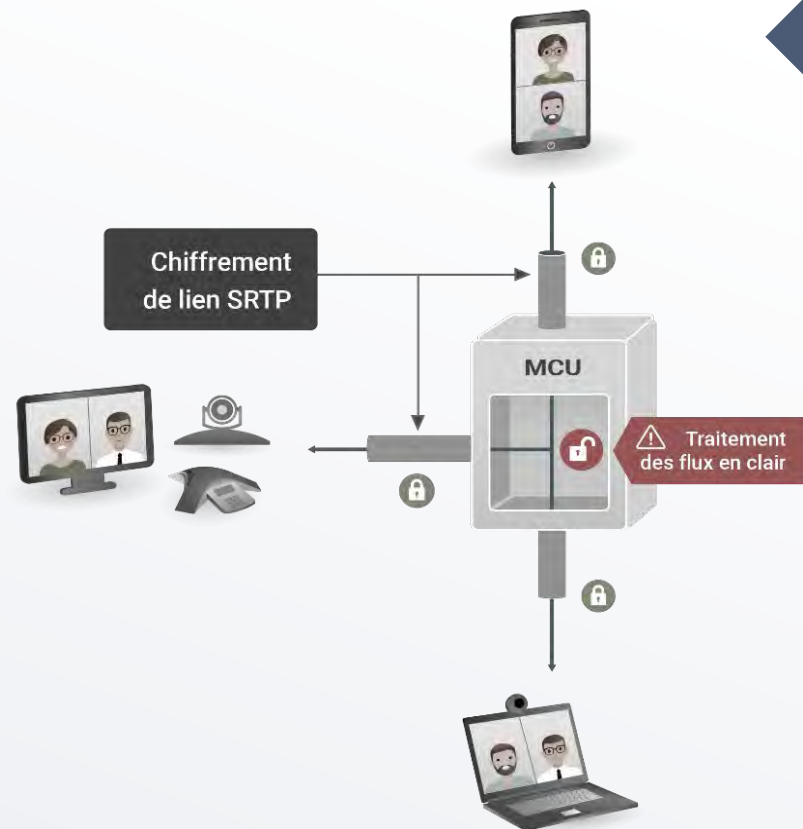 Chiffrement
de lien SRTP
MCU
Traitement
des flux en clair